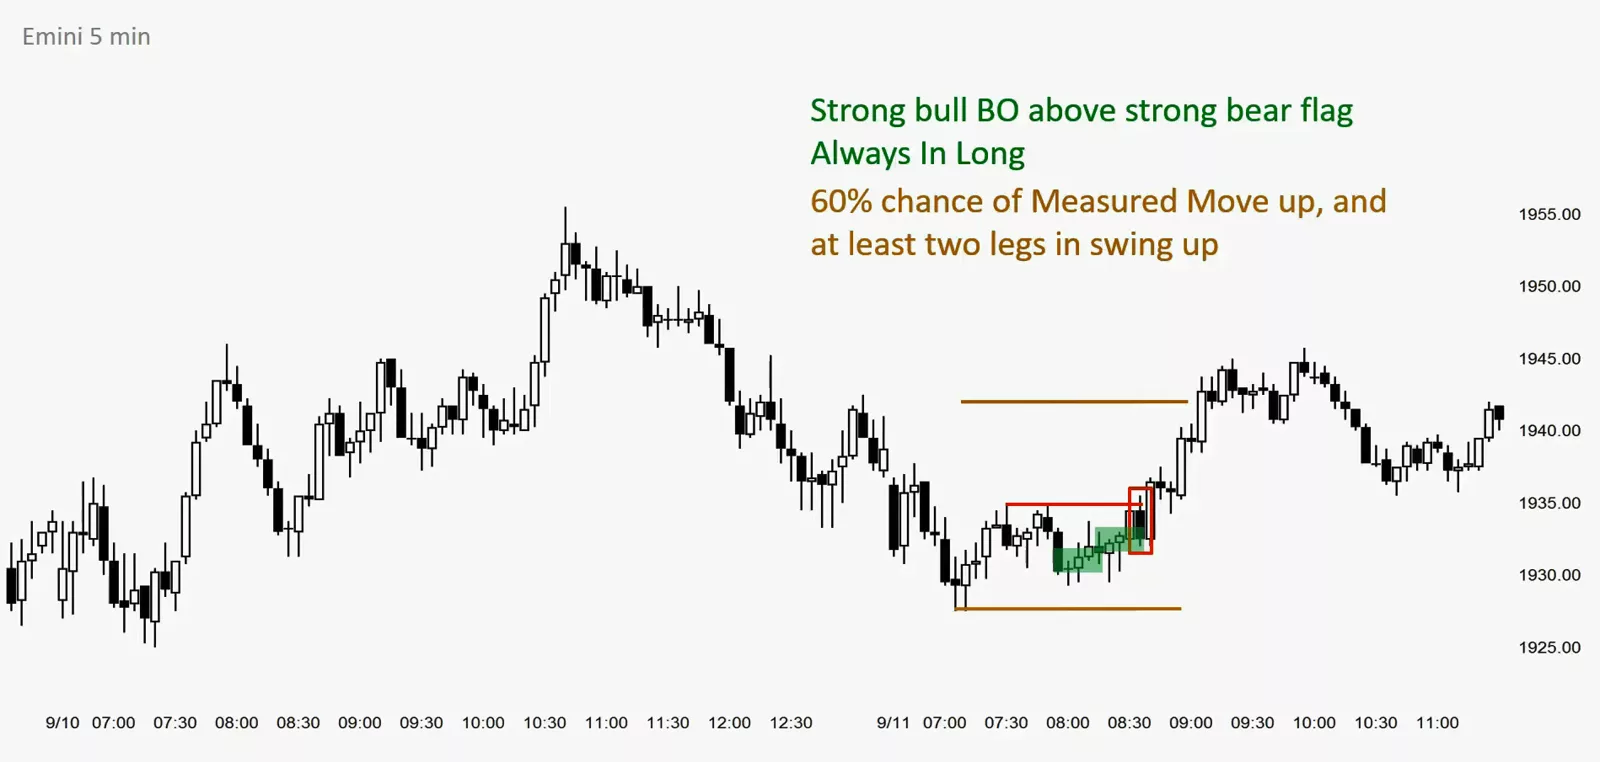 Emini 5 min
Strong bull BO above strong bear flag
Always In Long
60% chance of Measured Move up, and
at least two legs in swing up
1955.00
1950.00
1945.00
1940.00
1935.00
1930.00
1925.00
9/10 07:00 07:30 08:00 08:30 09:00 09:30 10:00 10:30 11:00 11:30 12:00 12:30 9/11 07:00 07:30 08:00 08:30 09:00 09:30 10:00 10:30 11:00